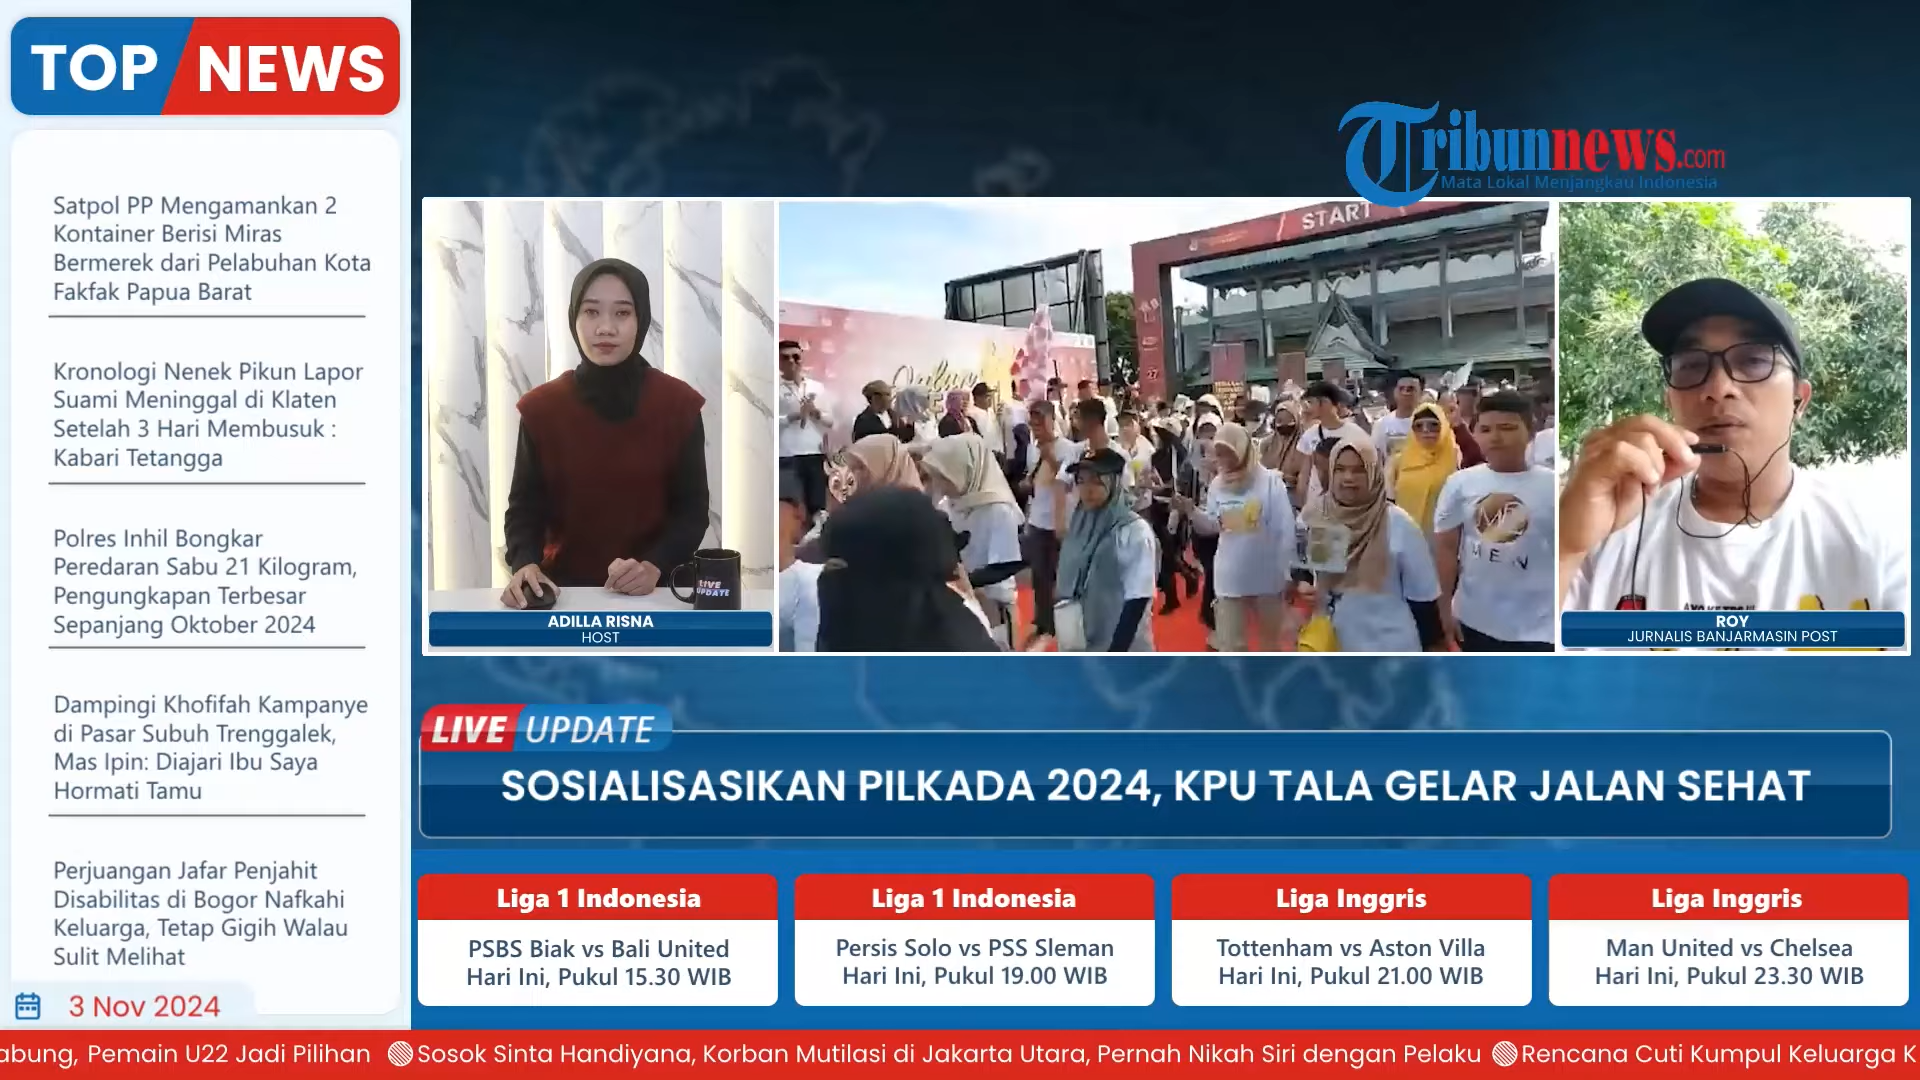 TOP NEWS
Satpol PP Mengamankan 2
Kontainer Berisi Miras
Bermerek dari Pelabuhan Kota
Fakfak Papua Barat
Kronologi Nenek Pikun Lapor
Suami Meninggal di Klaten
Setelah 3 Hari Membusuk :
Kabari Tetangga
Polres Inhil Bongkar
Peredaran Sabu 21 Kilogram,
Pengungkapan Terbesar
Sepanjang Oktober 2024
Dampingi Khofifah Kampanye
di Pasar Subuh Trenggalek,
Mas Ipin: Diajari Ibu Saya
Hormati Tamu
Perjuangan Jafar Penjahit
Disabilitas di Bogor Nafkahi
Keluarga, Tetap Gigih Walau
Sulit Melihat
3 Nov 2024
Tribunnews.com
Mata Lokal Menjangkau Indonesia
START
Jalan
MEN
LIVE
UPDATE
ADILLA RISNA
HOST
ROY
JURNALIS BANJARMASIN POST
LIVE UPDATE
SOSIALISASIKAN PILKADA 2024, KPU TALA GELAR JALAN SEHAT
Liga 1 Indonesia
PSBS Biak vs Bali United
Hari Ini, Pukul 15.30 WIB
Liga 1 Indonesia
Persis Solo vs PSS Sleman
Hari Ini, Pukul 19.00 WIB
Liga Inggris
Tottenham vs Aston Villa
Hari Ini, Pukul 21.00 WIB
Liga Inggris
Man United vs Chelsea
Hari Ini, Pukul 23.30 WIB
abung, Pemain U22 Jadi Pilihan Sosok Sinta Handiyana, Korban Mutilasi di Jakarta Utara, Pernah Nikah Siri dengan Pelaku Rencana Cuti Kumpul Keluarga K